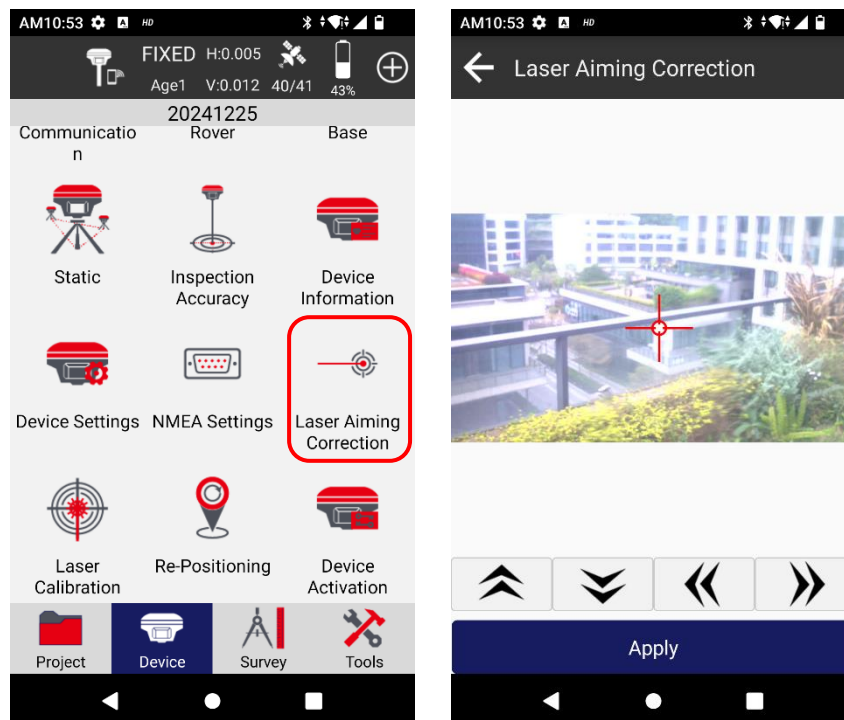 AM10:53 A HD
FIXED H:0.005
Age1 V:0.012 40/41 43%
20241225
Communicatio
n
Rover
Base
Static
Inspection
Accuracy
Device
Information
Device Settings
NMEA Settings
Laser Aiming
Correction
Laser
Calibration
Re-Positioning
Device
Activation
Project
Device
Survey
Tools
AM10:53 A HD
Laser Aiming Correction
Apply